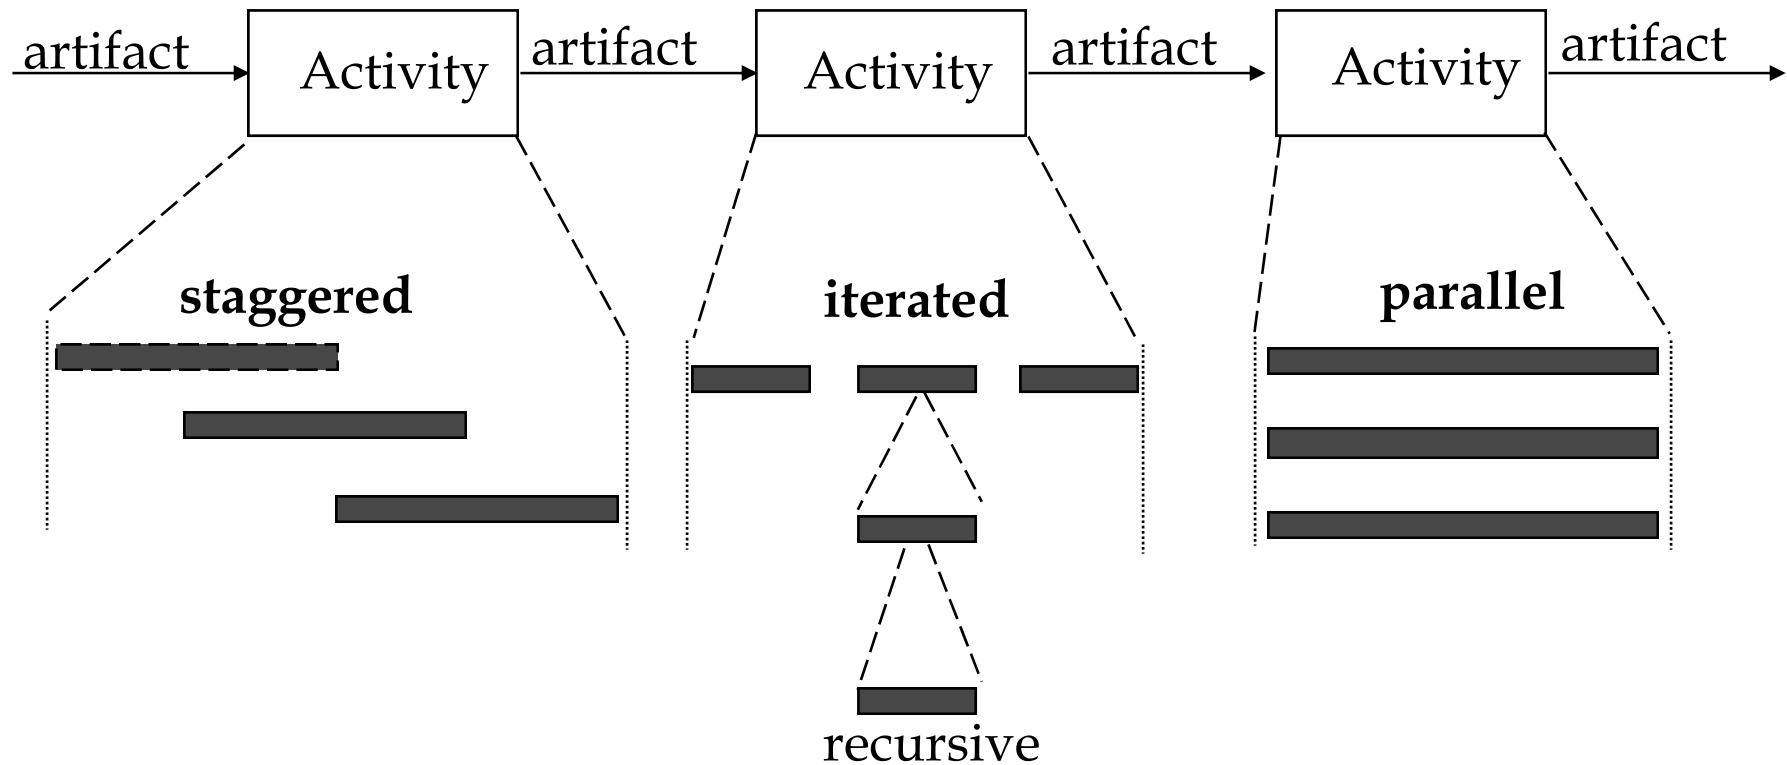 artifact
Activity
artifact
Activity
artifact
Activity
artifact
staggered
iterated
parallel
recursive